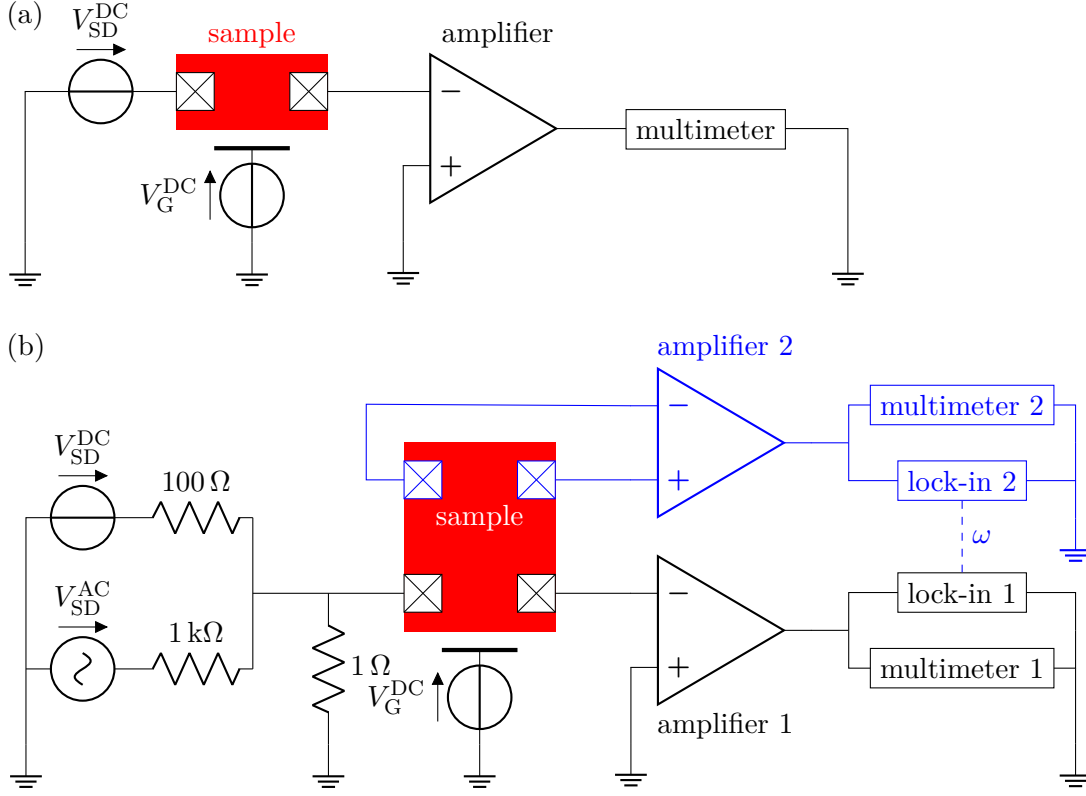 (a)
V_SD^DC
sample
amplifier
−
+
multimeter
V_G^DC
(b)
amplifier 2
−
+
multimeter 2
lock-in 2
V_SD^DC
100 Ω
sample
ω
V_SD^AC
1 kΩ
−
+
lock-in 1
multimeter 1
1 Ω
V_G^DC
amplifier 1